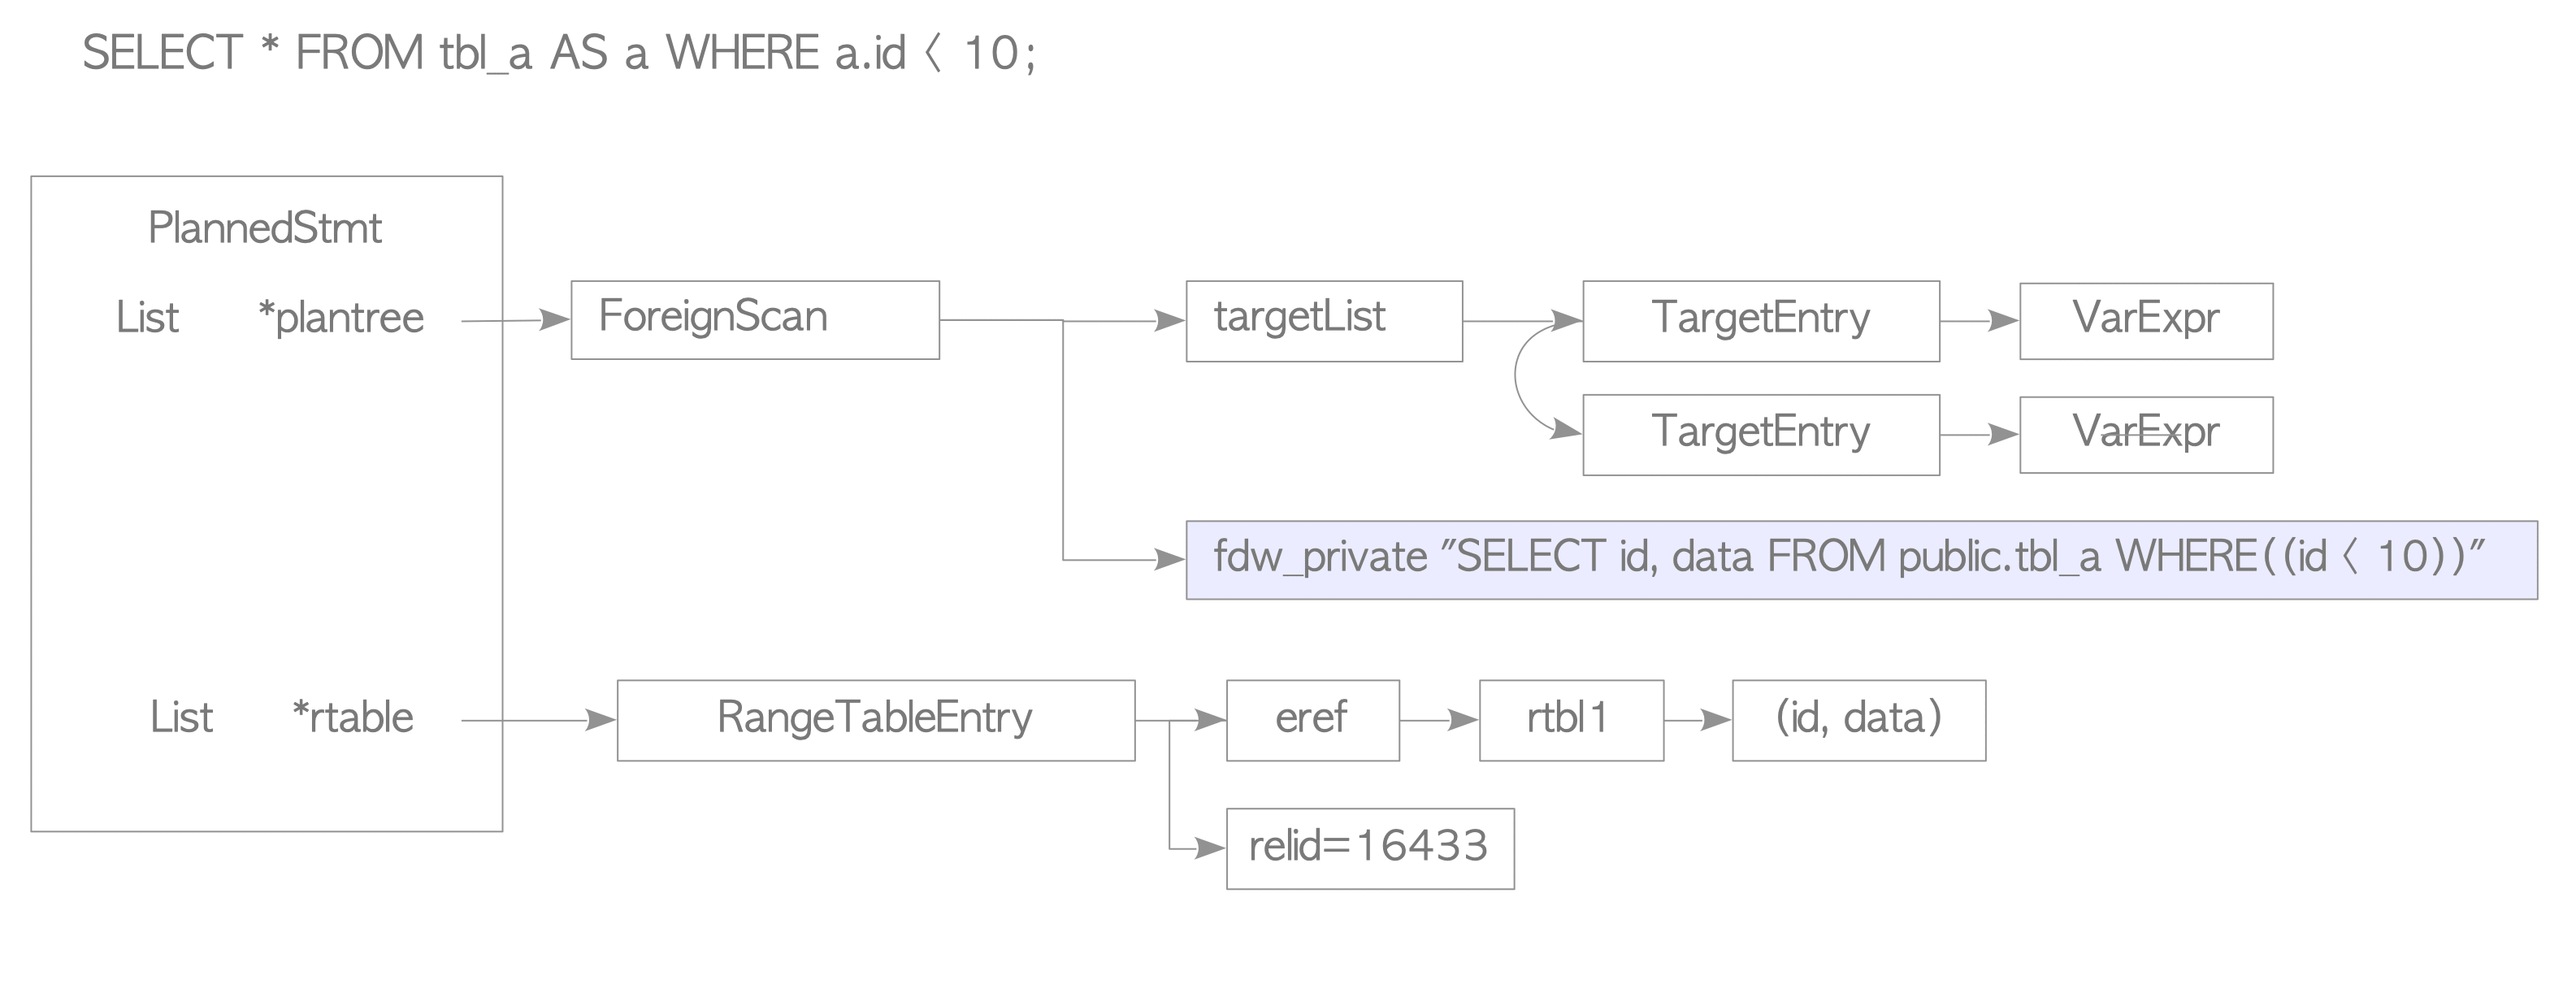 SELECT * FROM tbl_a AS a WHERE a.id < 10;
PlannedStmt
List *plantree
ForeignScan
targetList
TargetEntry
VarExpr
TargetEntry
VarExpr
fdw_private "SELECT id, data FROM public.tbl_a WHERE((id < 10))"
List *rtable
RangeTableEntry
eref
rtbl1
(id, data)
relid=16433